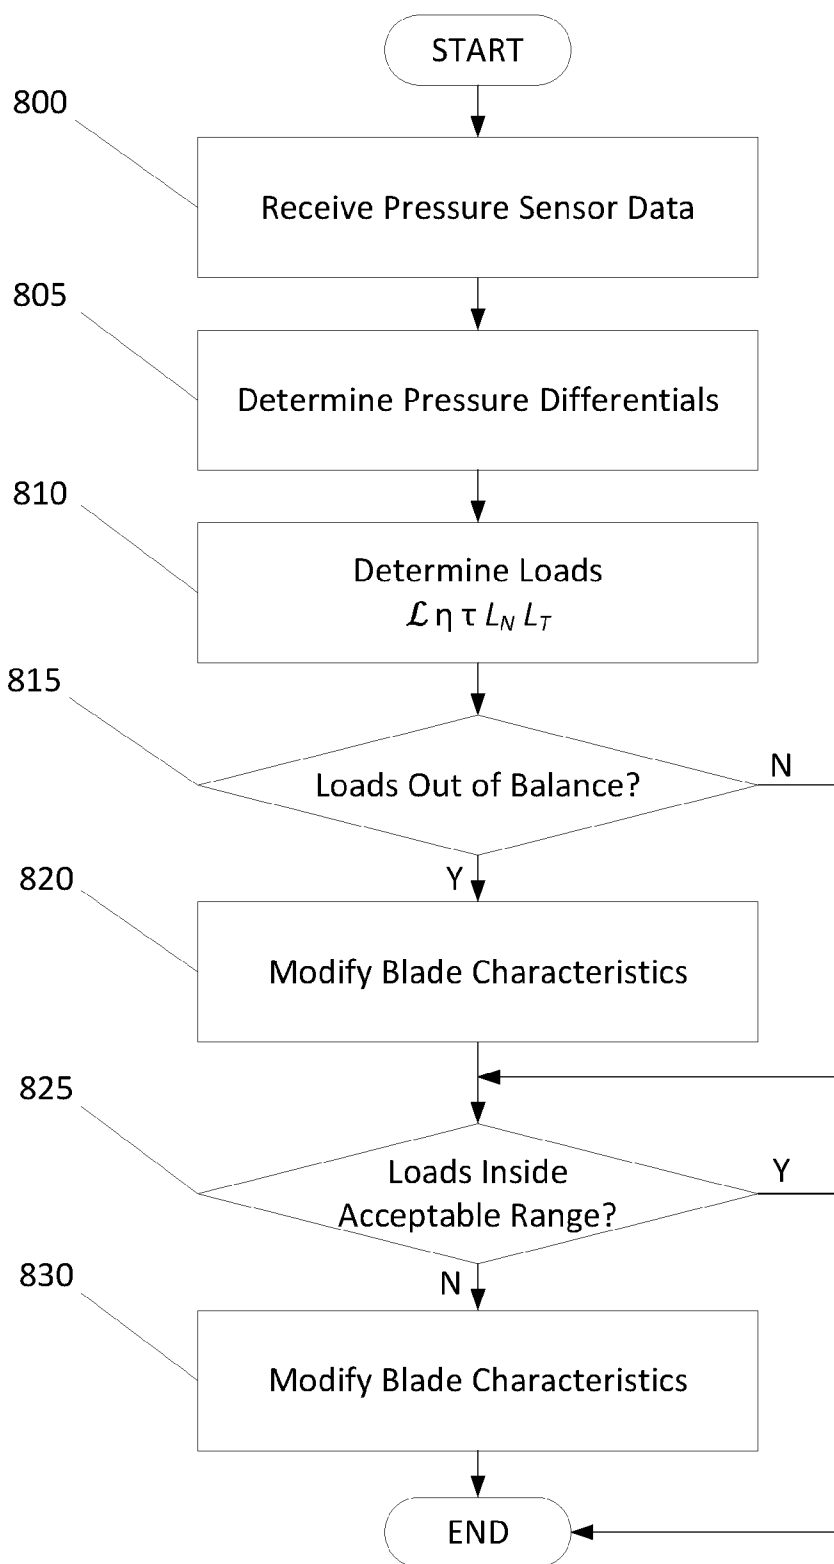 START
800
Receive Pressure Sensor Data
805
Determine Pressure Differentials
810
Determine Loads
ℒ η τ L_N L_T
815
Loads Out of Balance?
N
Y
820
Modify Blade Characteristics
825
Loads Inside
Acceptable Range?
Y
N
830
Modify Blade Characteristics
END